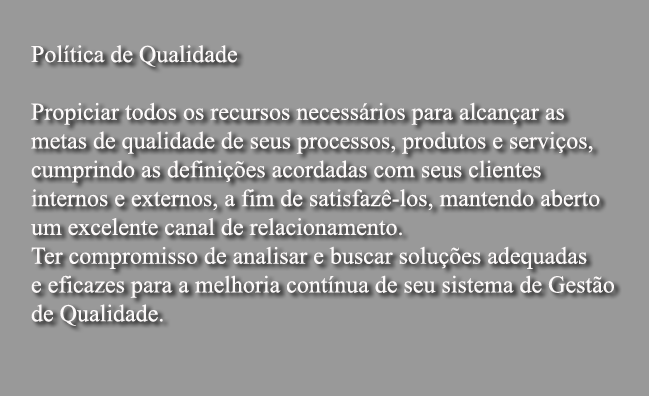 Política de Qualidade
Propiciar todos os recursos necessários para alcançar as
metas de qualidade de seus processos, produtos e serviços,
cumprindo as definições acordadas com seus clientes
internos e externos, a fim de satisfazê-los, mantendo aberto
um excelente canal de relacionamento.
Ter compromisso de analisar e buscar soluções adequadas
e eficazes para a melhoria contínua de seu sistema de Gestão
de Qualidade.